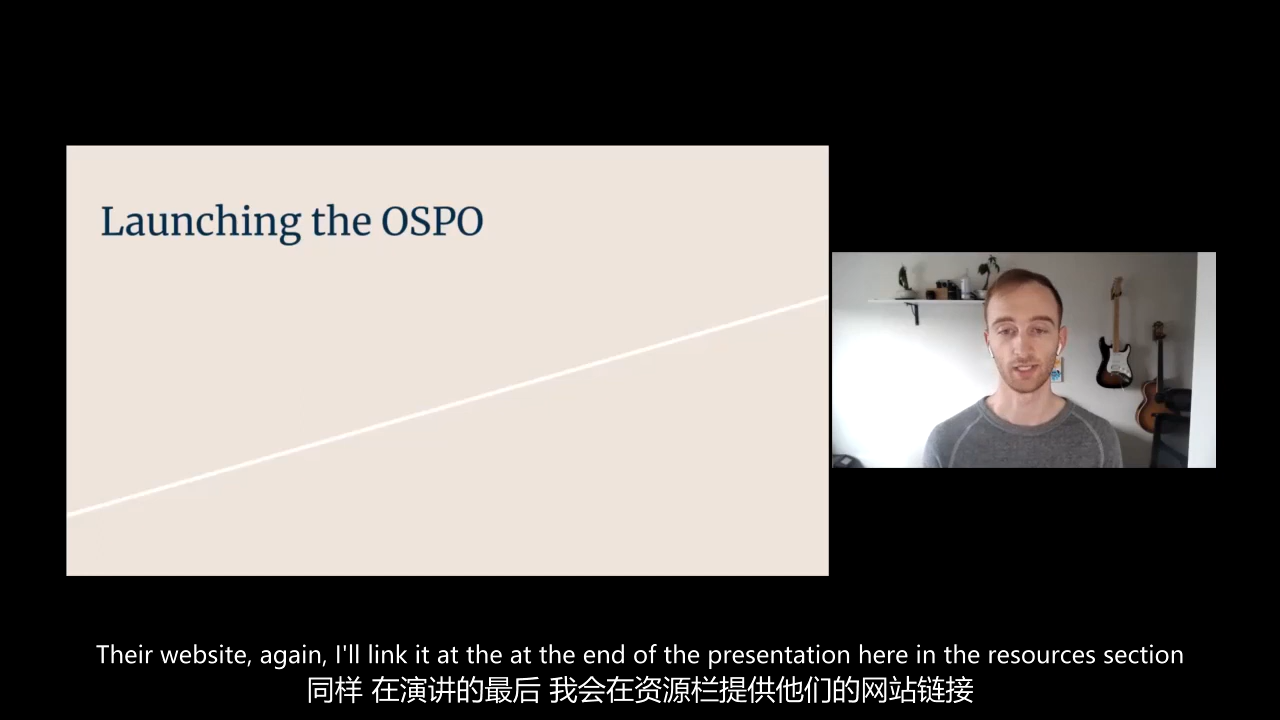 Launching the OSPO
Their website, again, I'll link it at the at the end of the presentation here in the resources section
同样 在演讲的最后 我会在资源栏提供他们的网站链接